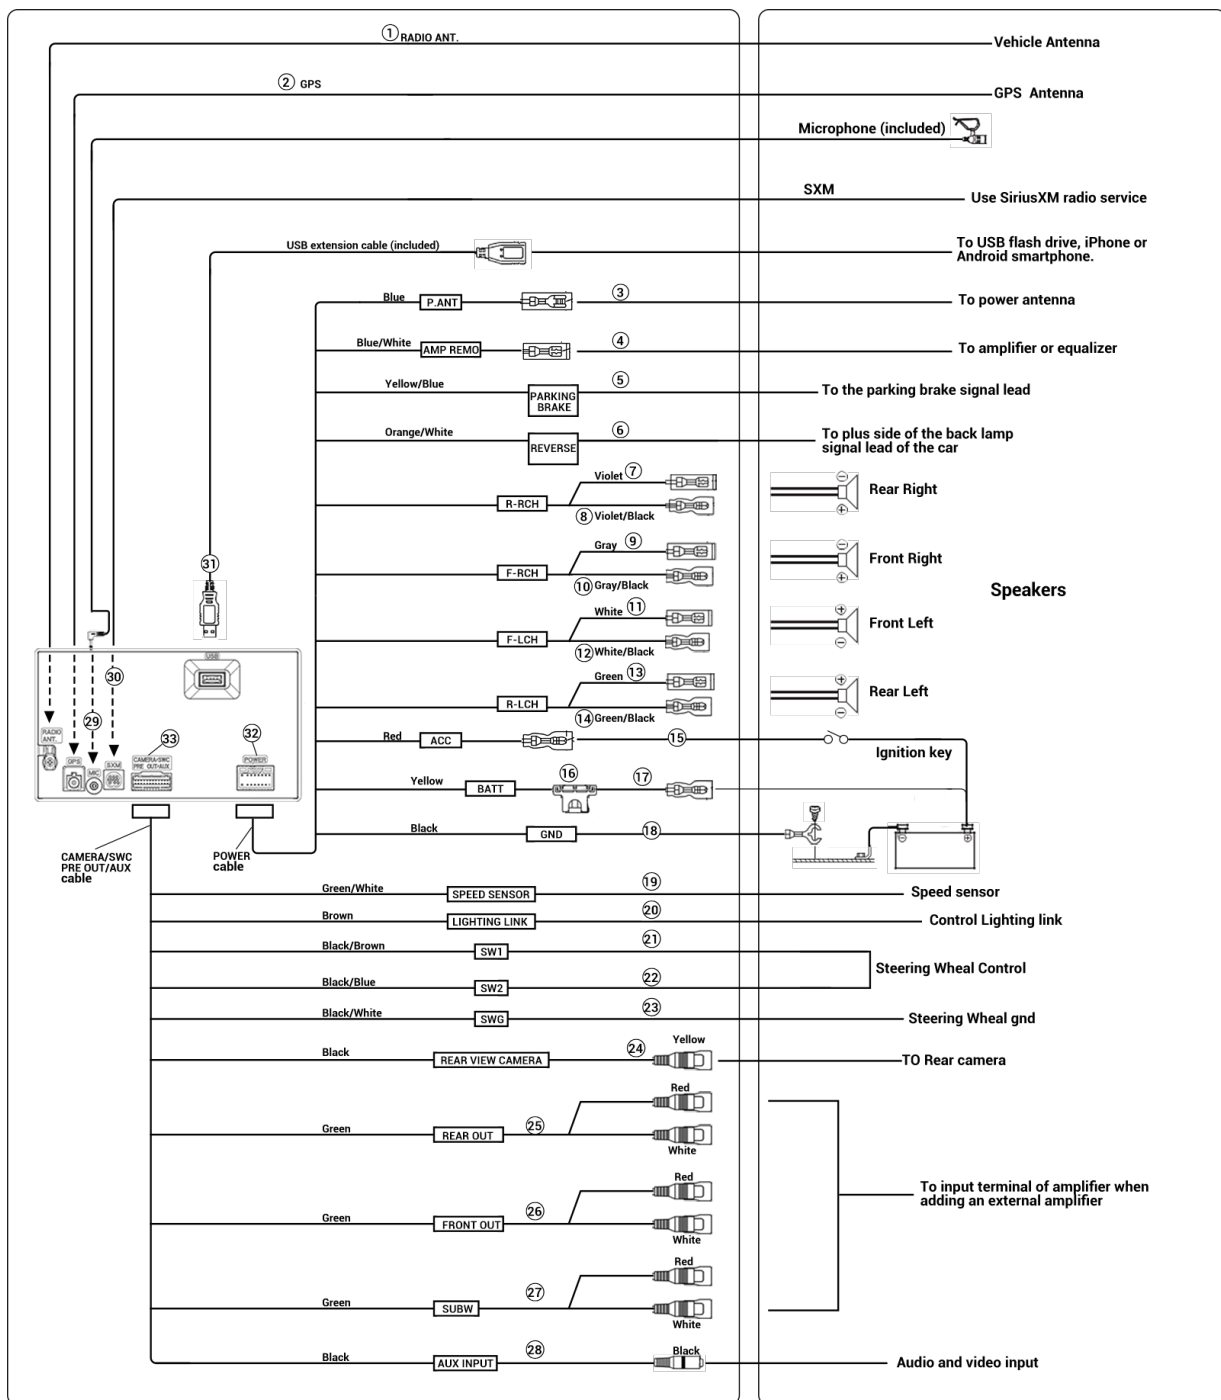 ① RADIO ANT.
Vehicle Antenna
② GPS
GPS Antenna
Microphone (included)
SXM
Use SiriusXM radio service
USB extension cable (included)
To USB flash drive, iPhone or
Android smartphone.
Blue
P.ANT
③
To power antenna
Blue/White
AMP REMO
④
To amplifier or equalizer
Yellow/Blue
PARKING
BRAKE
⑤
To the parking brake signal lead
Orange/White
REVERSE
⑥
To plus side of the back lamp
signal lead of the car
R-RCH
Violet ⑦
⑧ Violet/Black
Rear Right
F-RCH
Gray ⑨
⑩ Gray/Black
Front Right
Speakers
F-LCH
White ⑪
⑫ White/Black
Front Left
R-LCH
Green ⑬
⑭ Green/Black
Rear Left
㉛
USB
㉚
㉙
㉝
㉜
RADIO
ANT.
GPS
MIC
SXM
CAMERA-SWC
PRE OUT-AUX
POWER
Red
ACC
⑮
Ignition key
Yellow
BATT
⑯
⑰
Black
GND
⑱
CAMERA/SWC
PRE OUT/AUX
cable
POWER
cable
Green/White
SPEED SENSOR
⑲
Speed sensor
Brown
LIGHTING LINK
⑳
Control Lighting link
Black/Brown
SW1
㉑
Steering Wheal Control
Black/Blue
SW2
㉒
Black/White
SWG
㉓
Steering Wheal gnd
Black
REAR VIEW CAMERA
㉔
Yellow
TO Rear camera
Green
REAR OUT
㉕
Red
White
To input terminal of amplifier when
adding an external amplifier
Green
FRONT OUT
㉖
Red
White
Green
SUBW
㉗
Red
White
Black
AUX INPUT
㉘
Black
Audio and video input